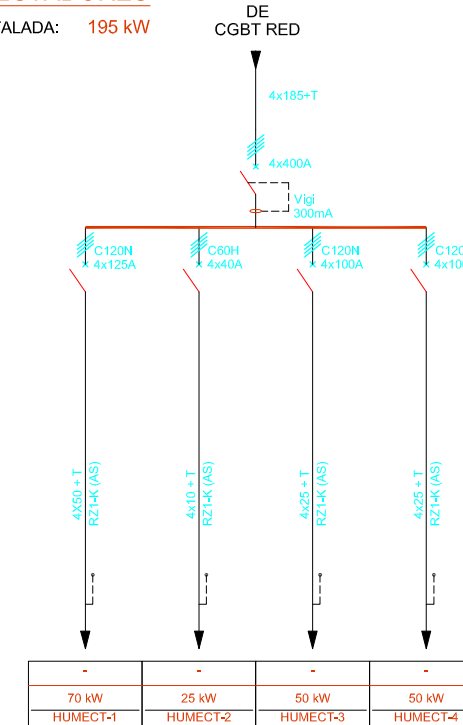 TALADA: 195 kW
DE
CGBT RED
4x185+T
4x400A
Vigi
300mA
C120N
4x125A
C60H
4x40A
C120N
4x100A
4X50 + T
RZ1-K (AS)
4x10 + T
RZ1-K (AS)
4x25 + T
RZ1-K (AS)
4x25 + T
RZ1-K (AS)
- - - -
70 kW 25 kW 50 kW 50 kW
HUMECT-1 HUMECT-2 HUMECT-3 HUMECT-4